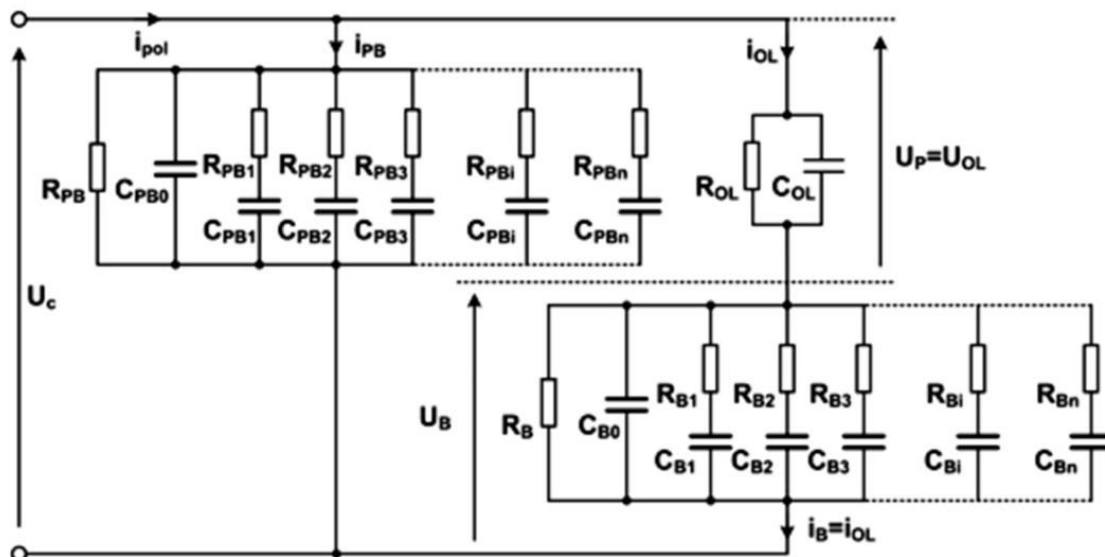 i_pol
i_PB
i_OL
R_PB
C_PB0
R_PB1
R_PB2
R_PB3
R_PBi
R_PBn
C_PB1
C_PB2
C_PB3
C_PBi
C_PBn
R_OL
C_OL
U_P=U_OL
U_c
U_B
R_B
C_B0
R_B1
R_B2
R_B3
R_Bi
R_Bn
C_B1
C_B2
C_B3
C_Bi
C_Bn
i_B=i_OL